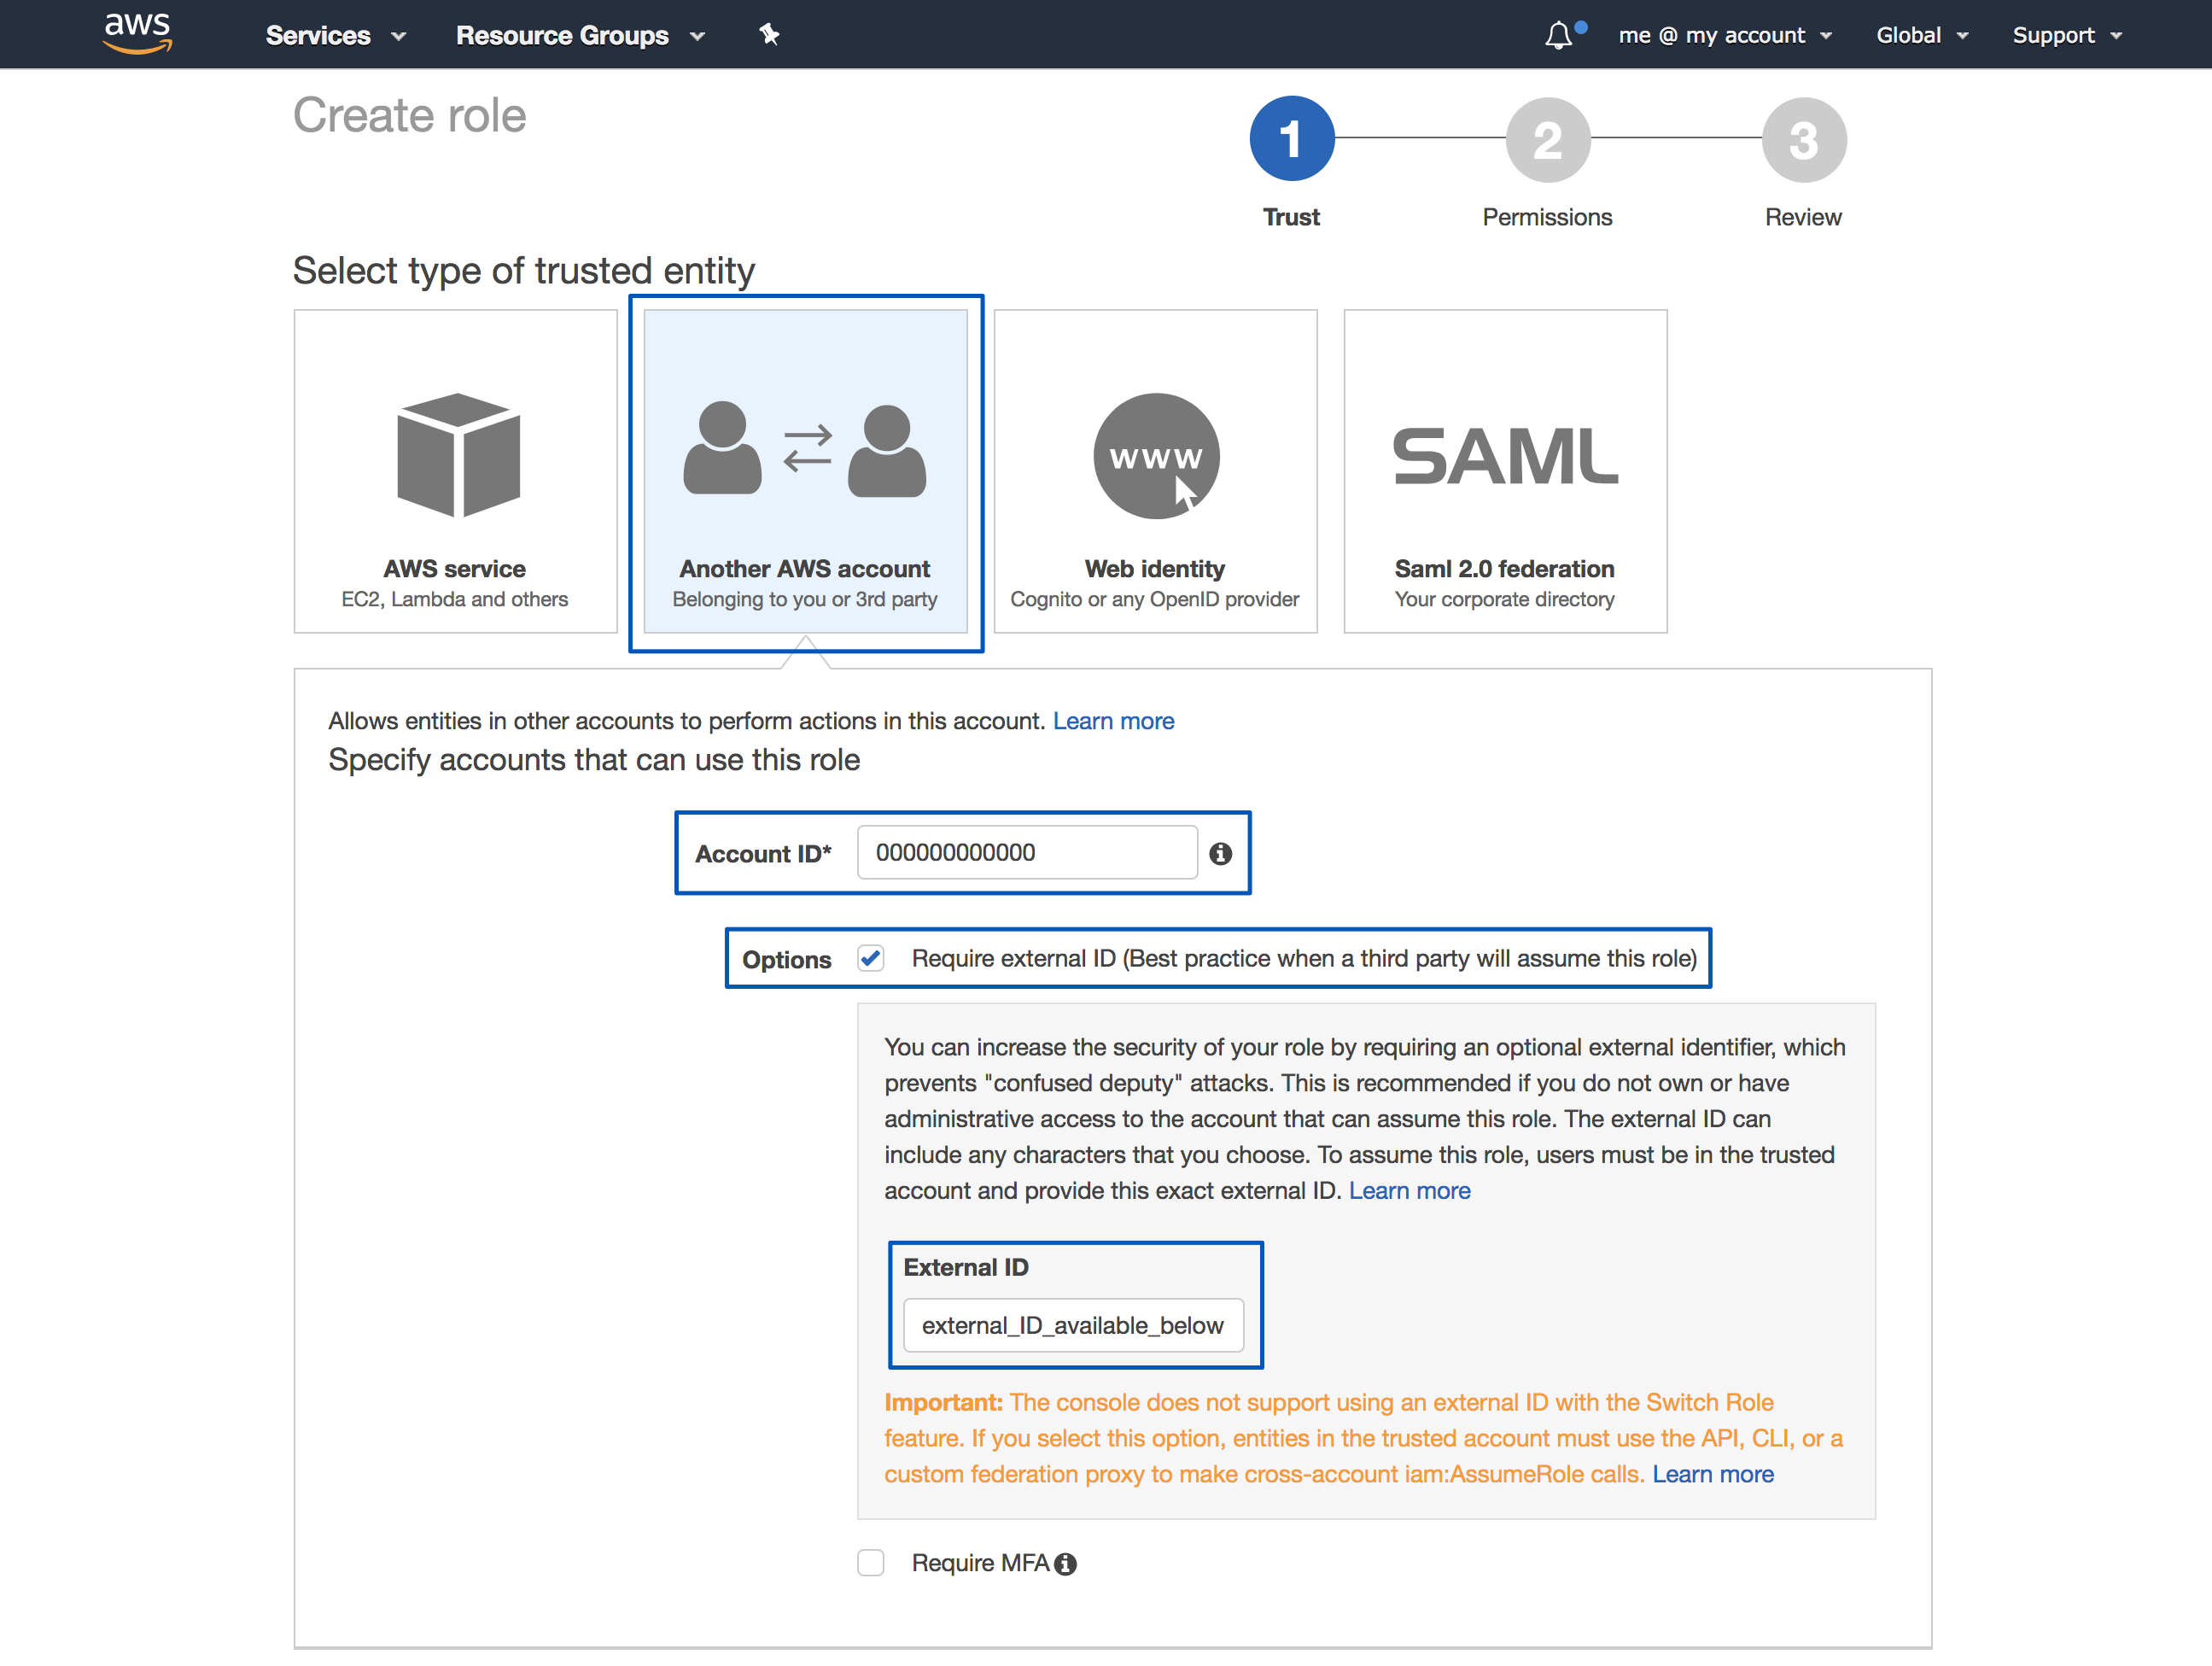 aws Services Resource Groups me @ my account Global Support
Create role
1 2 3
Trust Permissions Review
Select type of trusted entity
www
SAML
AWS service
EC2, Lambda and others
Another AWS account
Belonging to you or 3rd party
Web identity
Cognito or any OpenID provider
Saml 2.0 federation
Your corporate directory
Allows entities in other accounts to perform actions in this account. Learn more
Specify accounts that can use this role
Account ID* 000000000000
Options Require external ID (Best practice when a third party will assume this role)
You can increase the security of your role by requiring an optional external identifier, which
prevents "confused deputy" attacks. This is recommended if you do not own or have
administrative access to the account that can assume this role. The external ID can
include any characters that you choose. To assume this role, users must be in the trusted
account and provide this exact external ID. Learn more
External ID
external_ID_available_below
Important: The console does not support using an external ID with the Switch Role
feature. If you select this option, entities in the trusted account must use the API, CLI, or a
custom federation proxy to make cross-account iam:AssumeRole calls. Learn more
Require MFA